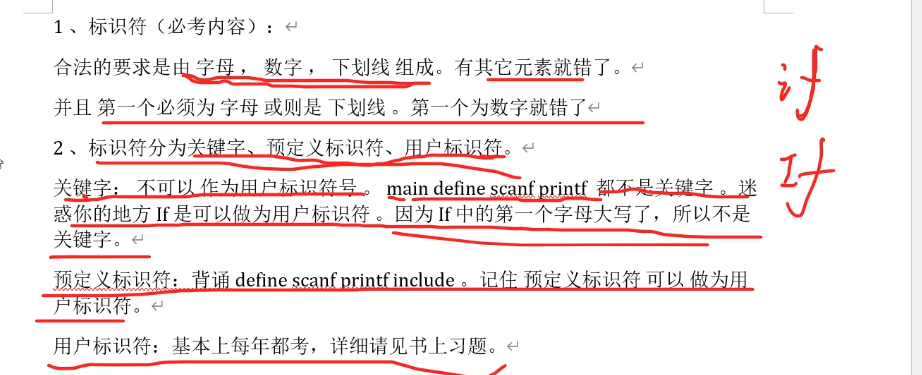 1、标识符（必考内容）：
合法的要求是由 字母 ， 数字 ， 下划线 组成。有其它元素就错了。
并且 第一个必须为 字母 或则是 下划线 。第一个为数字就错了
2、标识符分为关键字、预定义标识符、用户标识符。
关键字： 不可以 作为用户标识符号 。 main define scanf printf 都不是关键字 。迷
惑你的地方 If 是可以做为用户标识符 。因为 If 中的第一个字母大写了，所以不是
关键字。
预定义标识符：背诵 define scanf printf include 。记住 预定义标识符 可以 做为用
户标识符。
用户标识符：基本上每年都考，详细请见书上习题。
if
If